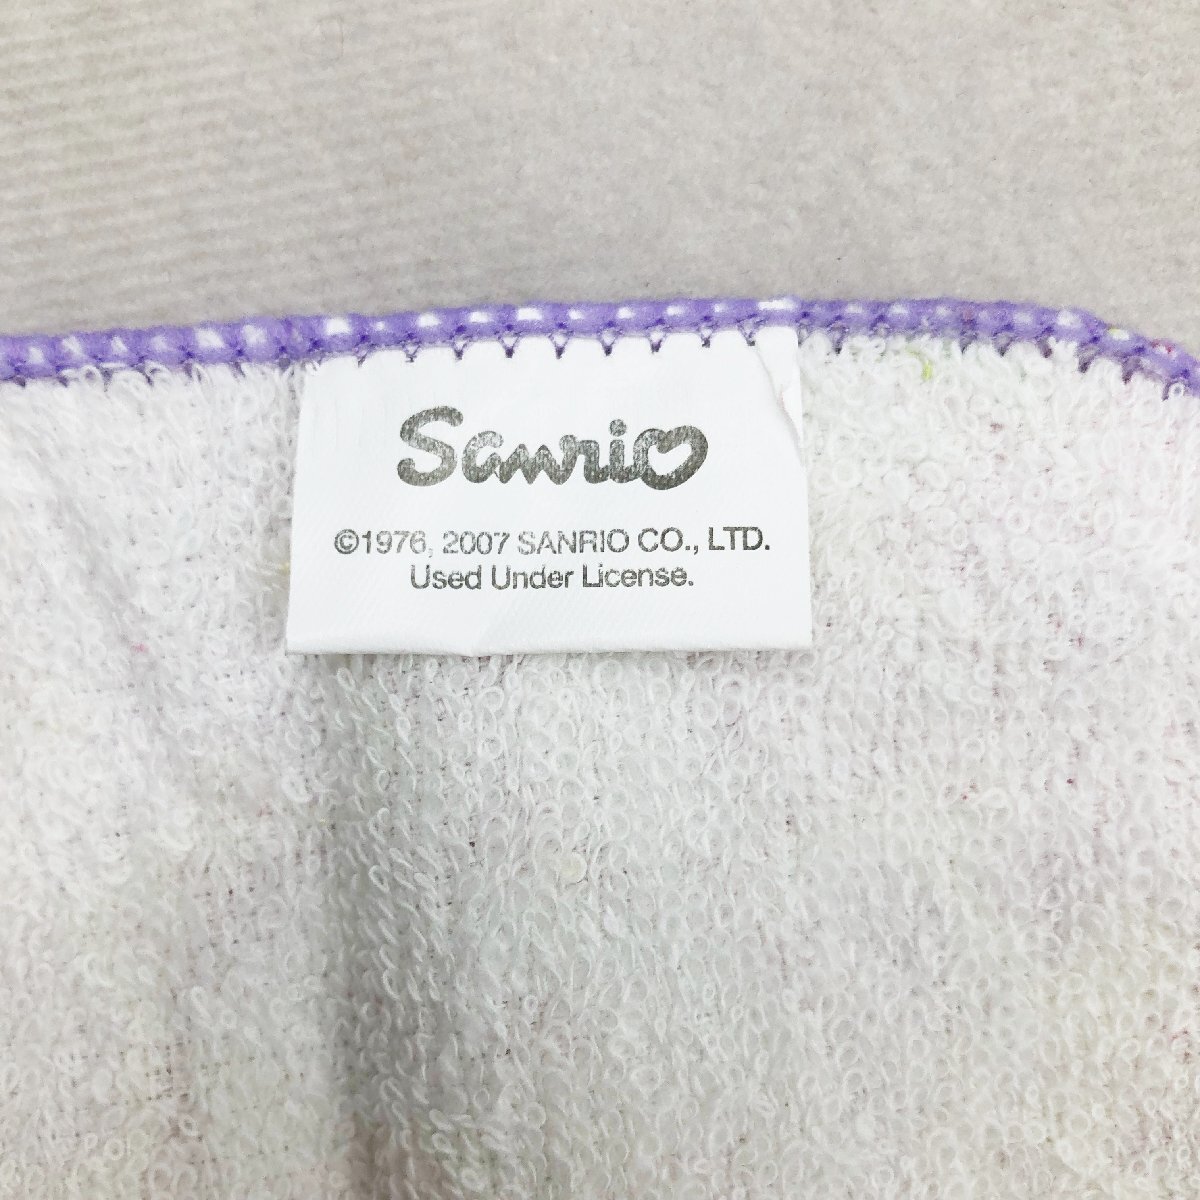 Sanrio
©1976, 2007 SANRIO CO., LTD.
Used Under License.